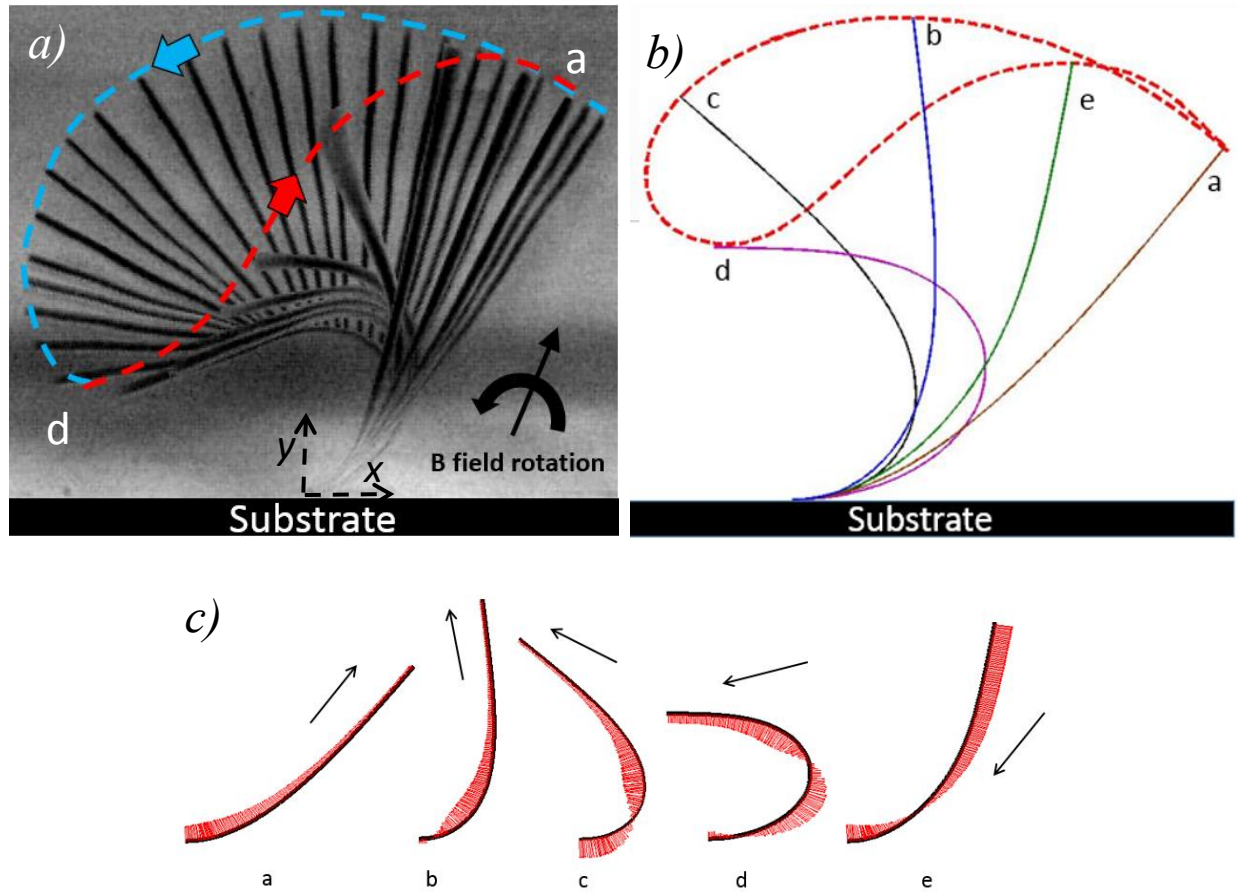 a)
a
d
y
x
B field rotation
Substrate
b)
b
c
e
a
d
Substrate
c)
a b c d e